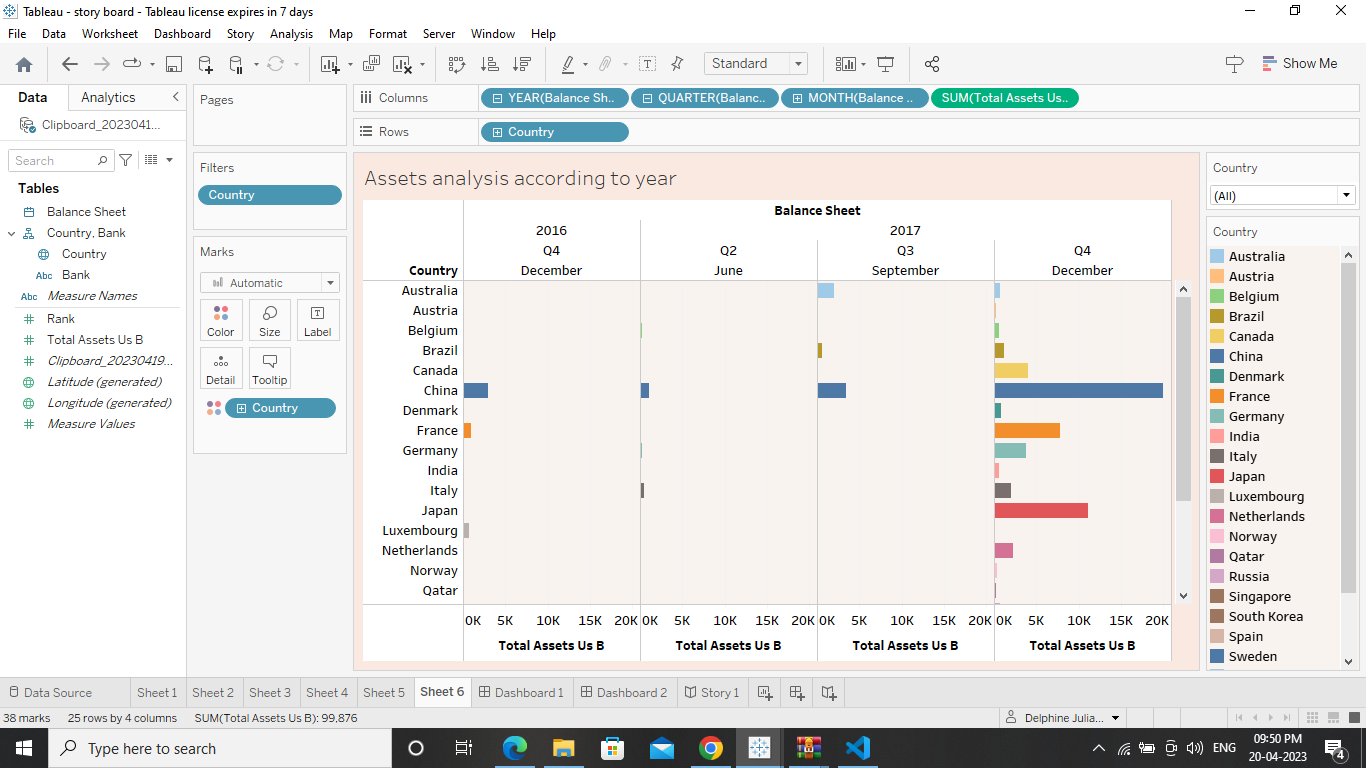 Tableau - story board - Tableau license expires in 7 days
File Data Worksheet Dashboard Story Analysis Map Format Server Window Help
Standard
Show Me
Data Analytics
Clipboard_2023041...
Search
Tables
Balance Sheet
Country, Bank
Country
Abc Bank
Abc Measure Names
Rank
Total Assets Us B
Clipboard_20230419...
Latitude (generated)
Longitude (generated)
Measure Values
Pages
Filters
Country
Marks
Automatic
Color Size Label
Detail Tooltip
Country
Columns YEAR(Balance Sh.. QUARTER(Balanc.. MONTH(Balance .. SUM(Total Assets Us..
Rows Country
Assets analysis according to year
Balance Sheet
2016 2017
Q4 Q2 Q3 Q4
Country December June September December
Australia
Austria
Belgium
Brazil
Canada
China
Denmark
France
Germany
India
Italy
Japan
Luxembourg
Netherlands
Norway
Qatar
0K 5K 10K 15K 20K 0K 5K 10K 15K 20K 0K 5K 10K 15K 20K 0K 5K 10K 15K 20K
Total Assets Us B Total Assets Us B Total Assets Us B Total Assets Us B
Country
(All)
Country
Australia
Austria
Belgium
Brazil
Canada
China
Denmark
France
Germany
India
Italy
Japan
Luxembourg
Netherlands
Norway
Qatar
Russia
Singapore
South Korea
Spain
Sweden
Data Source Sheet 1 Sheet 2 Sheet 3 Sheet 4 Sheet 5 Sheet 6 Dashboard 1 Dashboard 2 Story 1
38 marks 25 rows by 4 columns SUM(Total Assets Us B): 99.876 Delphine Julia...
Type here to search
ENG
09:50 PM
20-04-2023
4